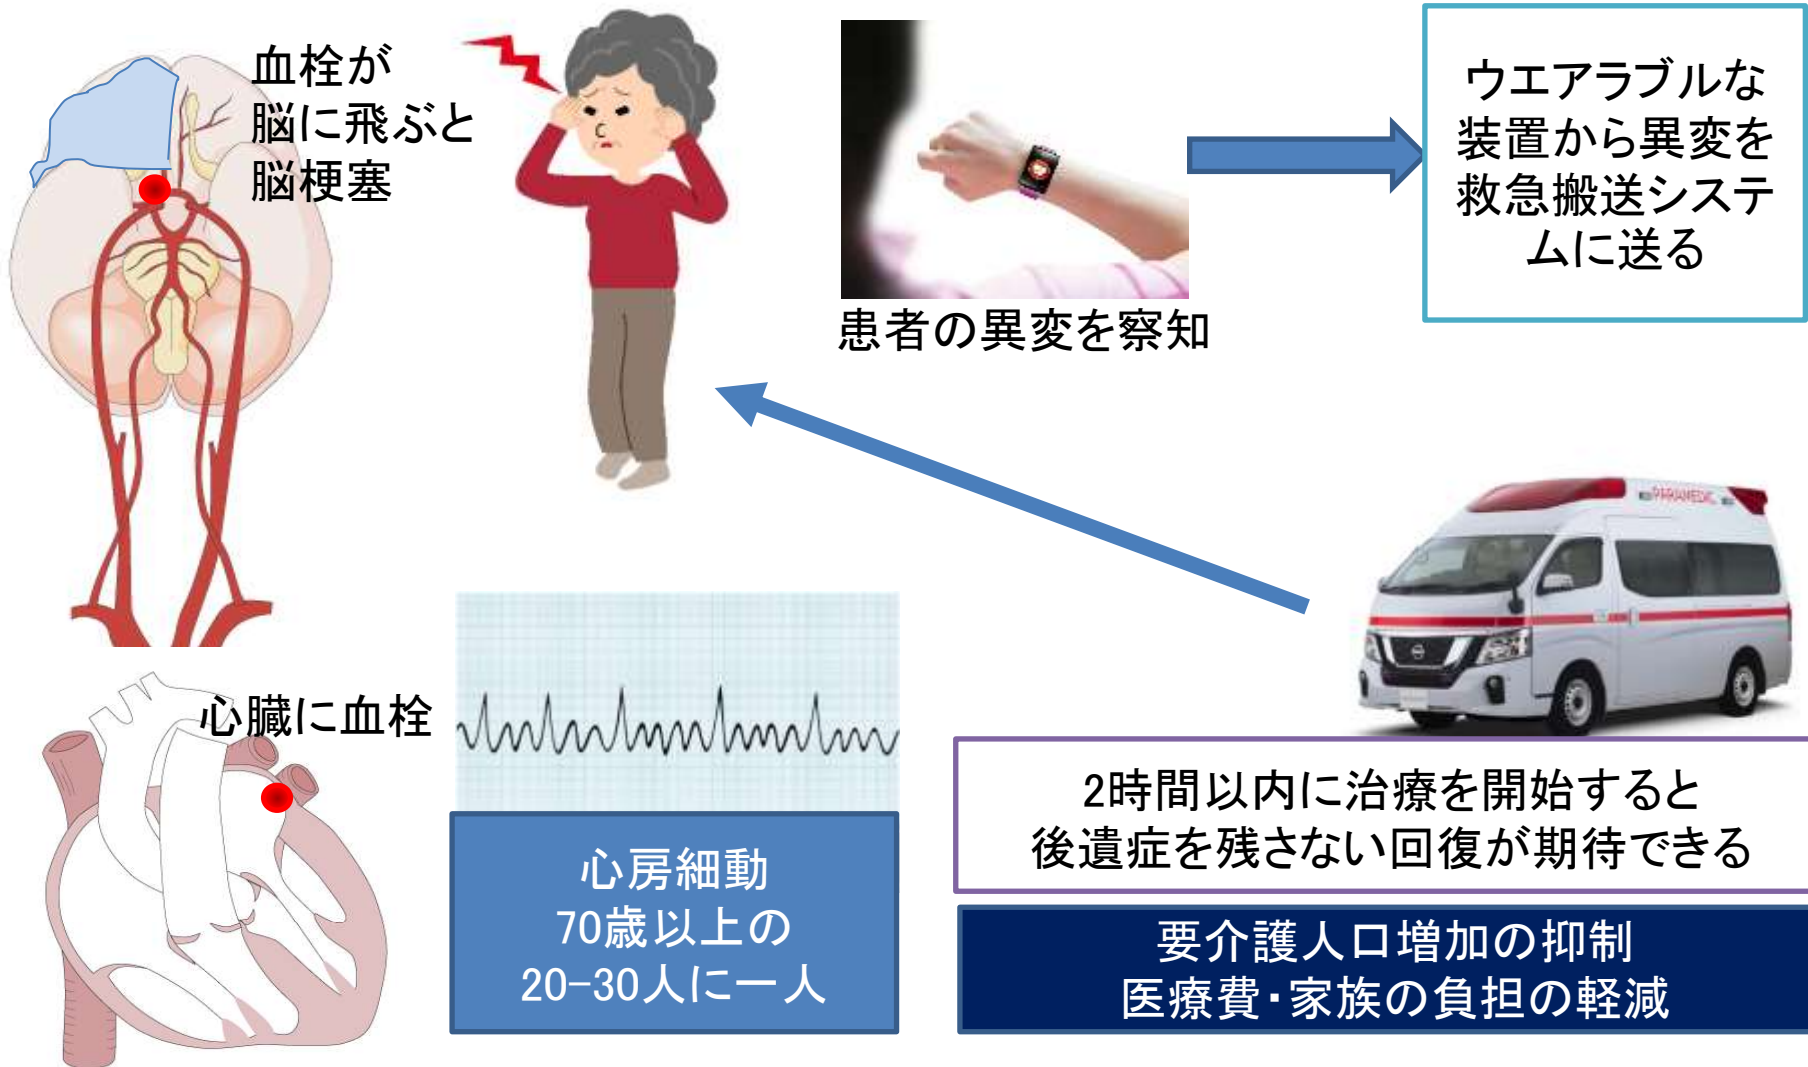 血栓が
脳に飛ぶと
脳梗塞
患者の異変を察知
ウエアラブルな
装置から異変を
救急搬送システ
ムに送る
PARAMEDIC
心臓に血栓
心房細動
70歳以上の
20-30人に一人
2時間以内に治療を開始すると
後遺症を残さない回復が期待できる
要介護人口増加の抑制
医療費・家族の負担の軽減